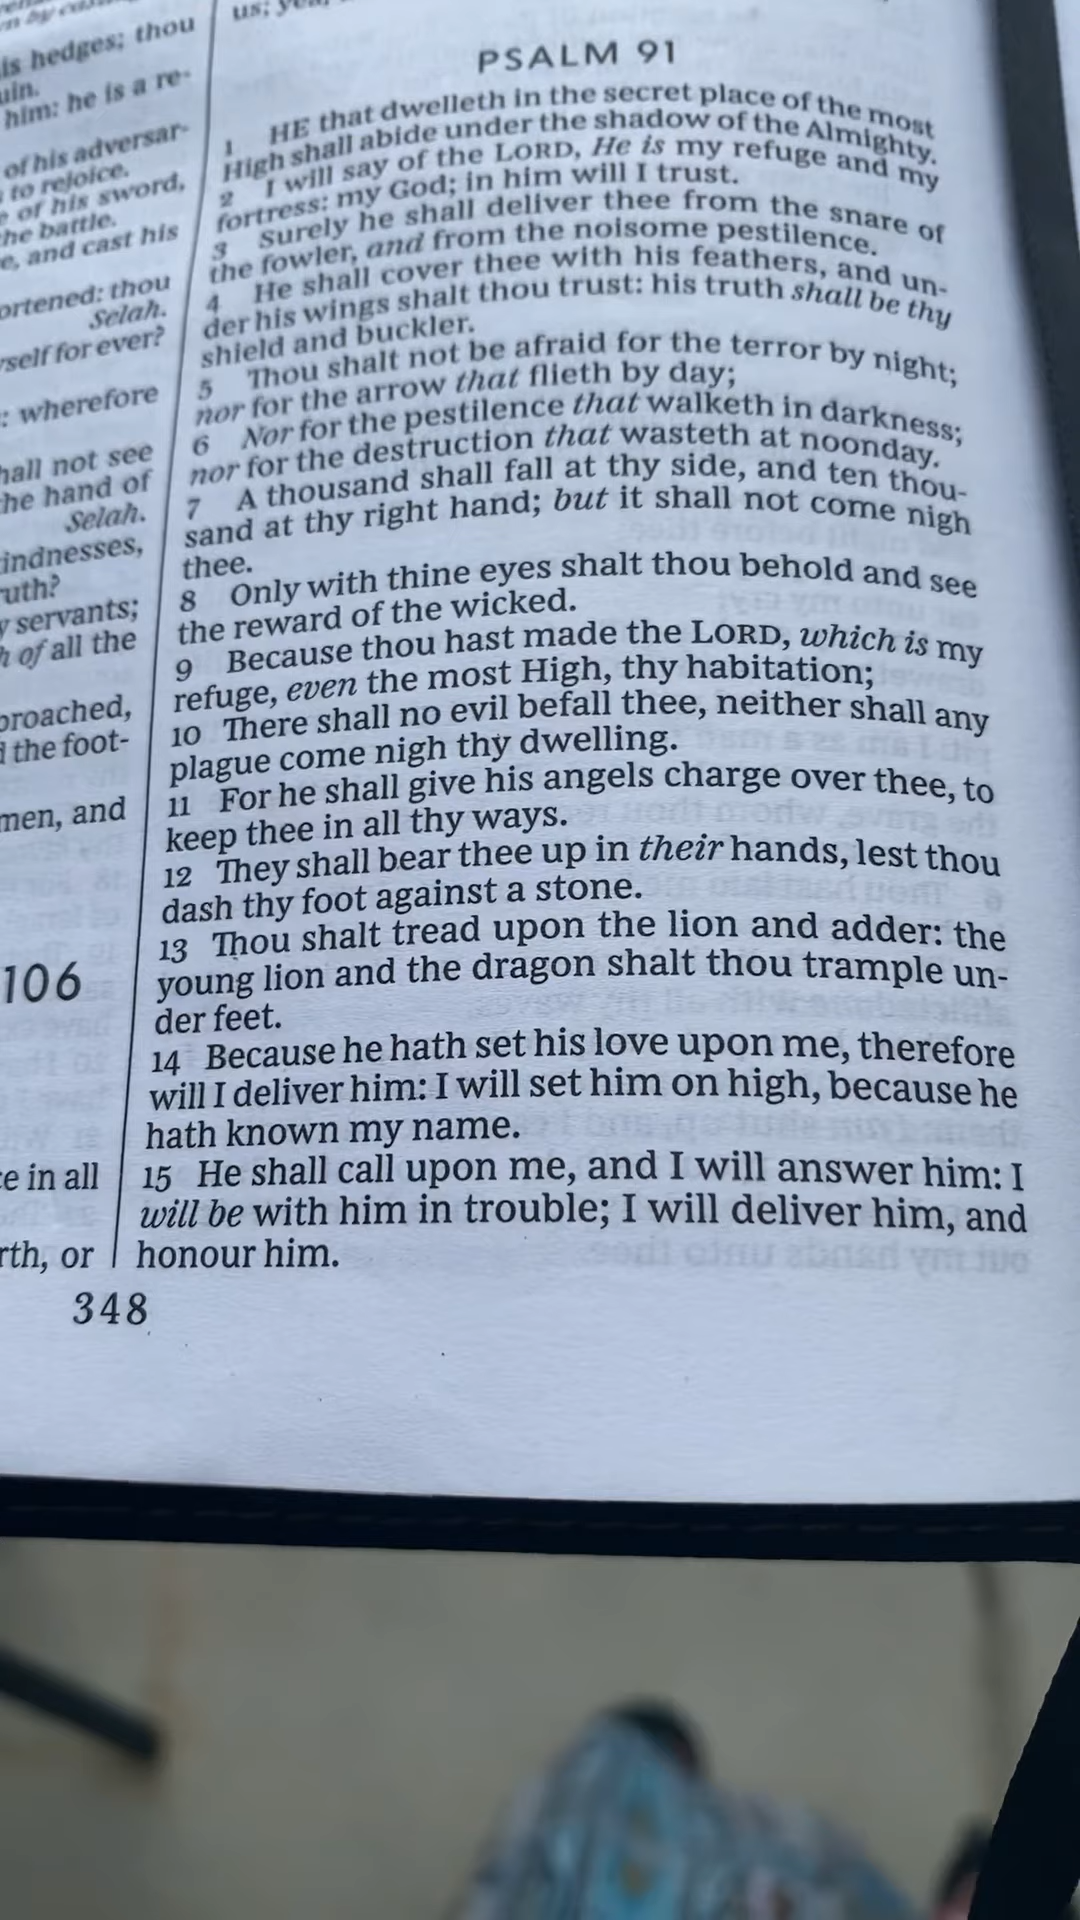 is hedges; thou
him: he is a re-
of his adversar-
to rejoice.
of his sword,
the battle.
and cast his
ortened: thou
Selah.
rself for ever?
: wherefore
hall not see
he hand of
Selah.
indnesses,
ruth?
y servants;
h of all the
proached,
the foot-
men, and
106
e in all
rth, or
us;
PSALM 91
1 HE that dwelleth in the secret place of the most
High shall abide under the shadow of the Almighty.
2 I will say of the LORD, He is my refuge and my
fortress: my God; in him will I trust.
3 Surely he shall deliver thee from the snare of
the fowler, and from the noisome pestilence.
4 He shall cover thee with his feathers, and un-
der his wings shalt thou trust: his truth shall be thy
shield and buckler.
5 Thou shalt not be afraid for the terror by night;
nor for the arrow that flieth by day;
6 Nor for the pestilence that walketh in darkness;
nor for the destruction that wasteth at noonday.
7 A thousand shall fall at thy side, and ten thou-
sand at thy right hand; but it shall not come nigh
thee.
8 Only with thine eyes shalt thou behold and see
the reward of the wicked.
9 Because thou hast made the LORD, which is my
refuge, even the most High, thy habitation;
10 There shall no evil befall thee, neither shall any
plague come nigh thy dwelling.
11 For he shall give his angels charge over thee, to
keep thee in all thy ways.
12 They shall bear thee up in their hands, lest thou
dash thy foot against a stone.
13 Thou shalt tread upon the lion and adder: the
young lion and the dragon shalt thou trample un-
der feet.
14 Because he hath set his love upon me, therefore
will I deliver him: I will set him on high, because he
hath known my name.
15 He shall call upon me, and I will answer him: I
will be with him in trouble; I will deliver him, and
honour him.
348